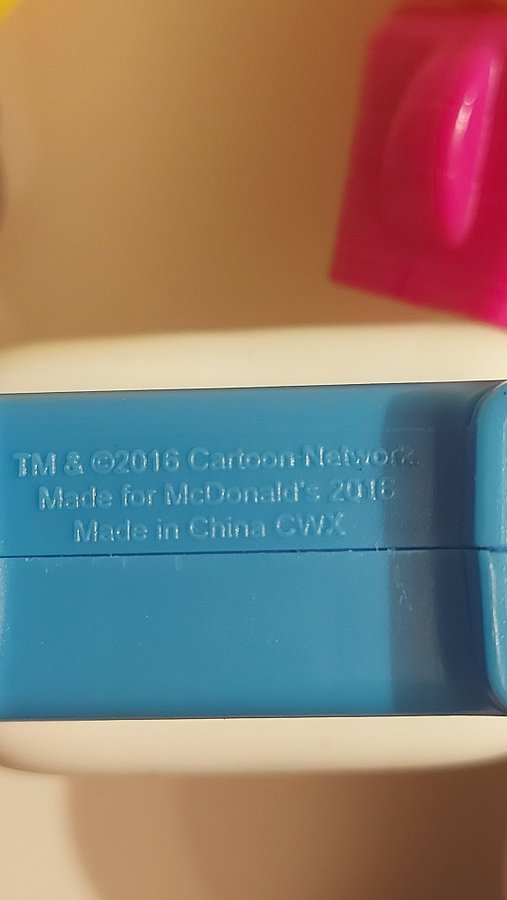 TM & ©2016 Cartoon Network.
Made for McDonald's 2016
Made in China CWX